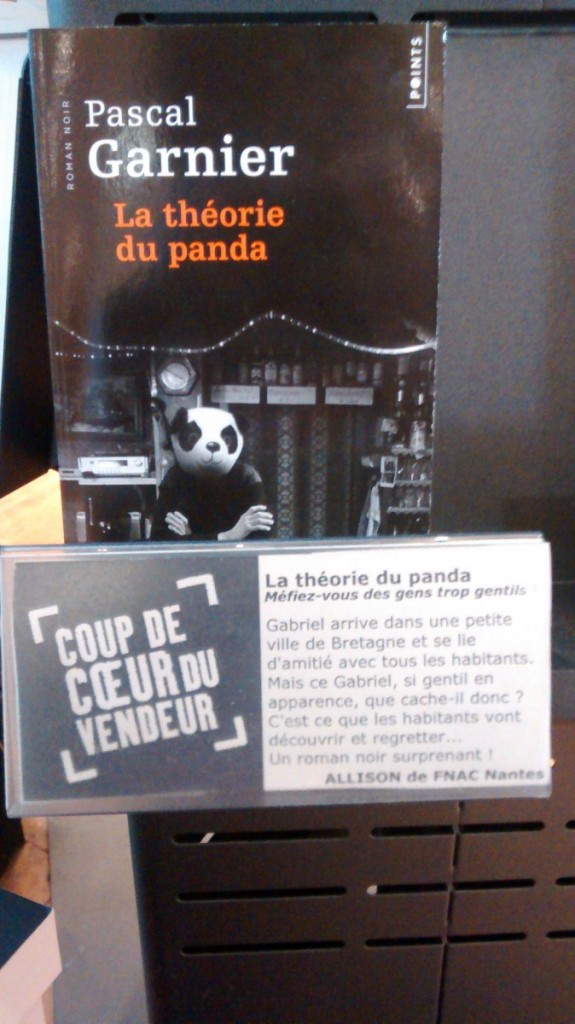 POINTS
ROMAN NOIR
Pascal
Garnier
La théorie
du panda
COUP DE
CŒUR DU
VENDEUR
La théorie du panda
Méfiez-vous des gens trop gentils !
Gabriel arrive dans une petite
ville de Bretagne et se lie
d'amitié avec tous les habitants.
Mais ce Gabriel, si gentil en
apparence, que cache-il donc ?
C'est ce que les habitants vont
découvrir et regretter...
Un roman noir surprenant !
ALLISON de FNAC Nantes